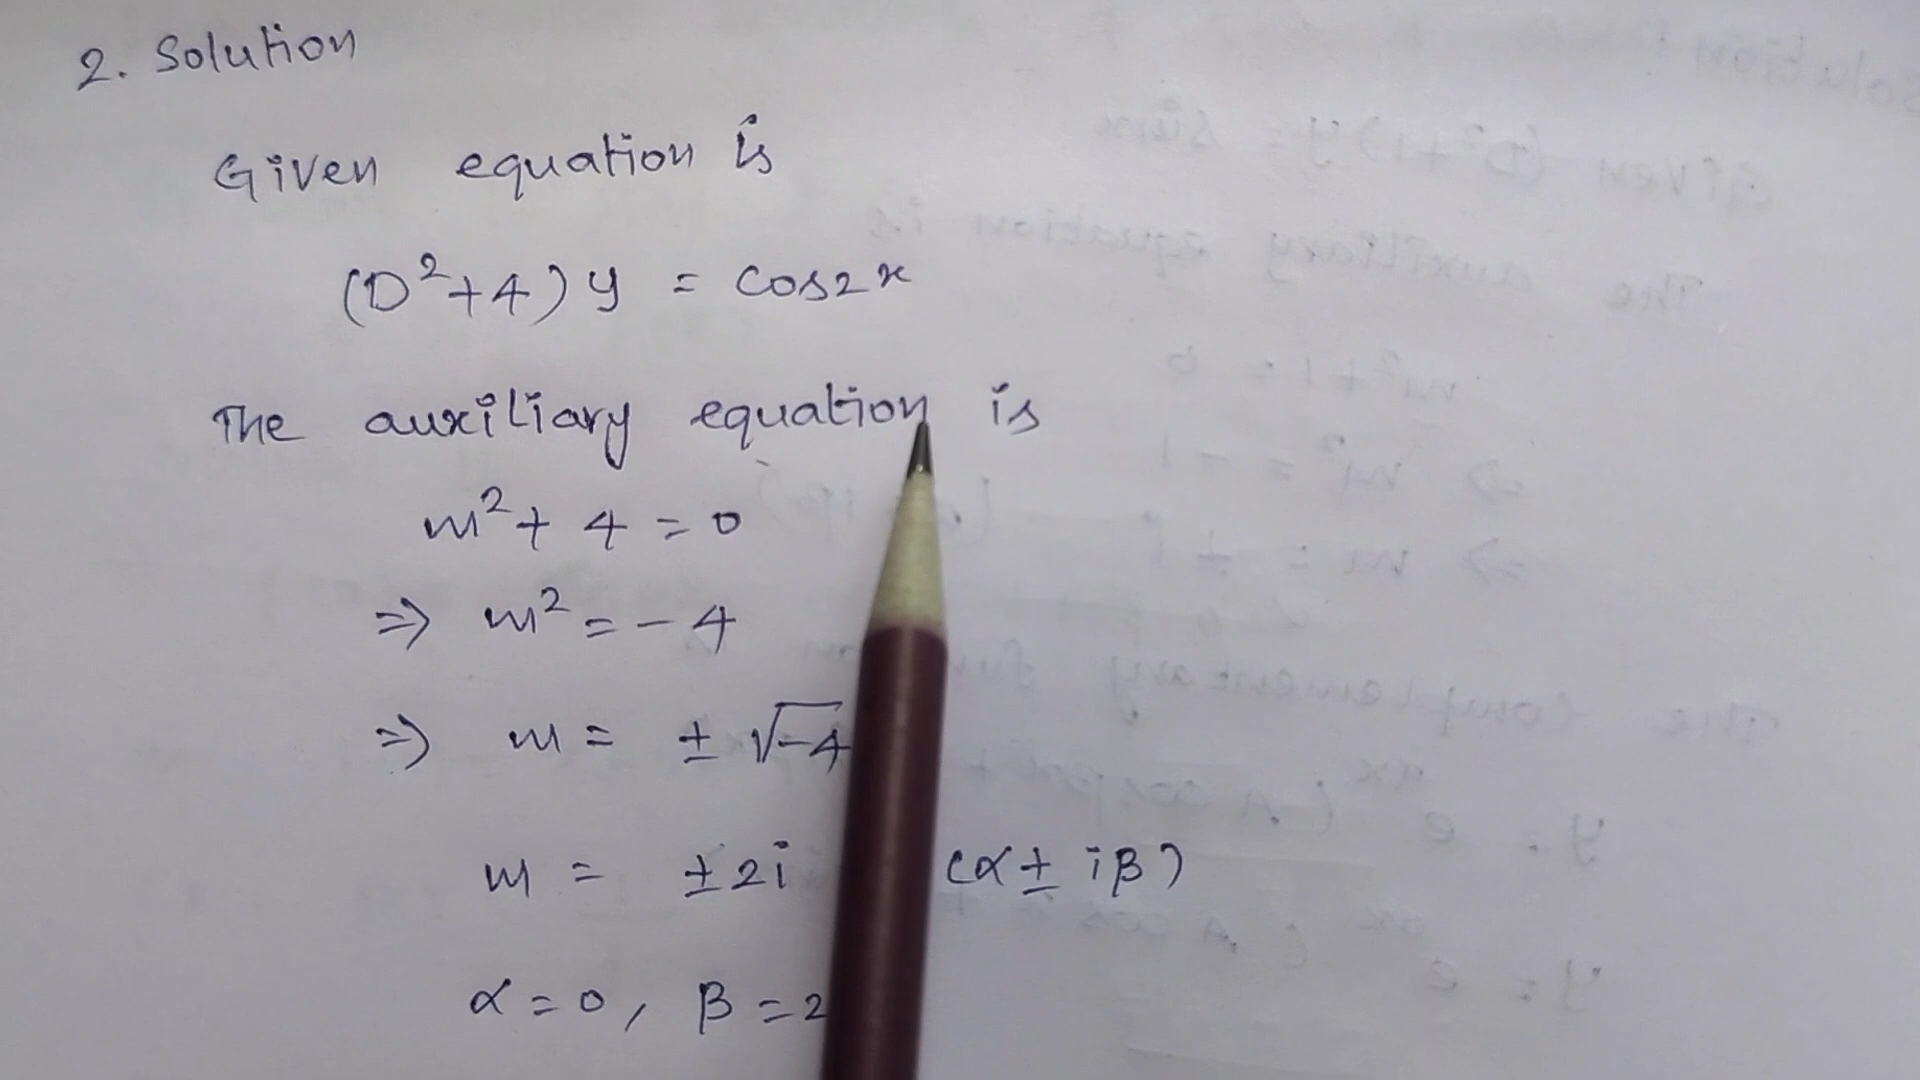 2. Solution
Given equation is
(D²+4)y = cos2x
The auxiliary equation is
m²+ 4 = 0
⇒ m² = -4
⇒ m = ± √-4
m = ±2i (α ± iβ)
α = 0, β = 2